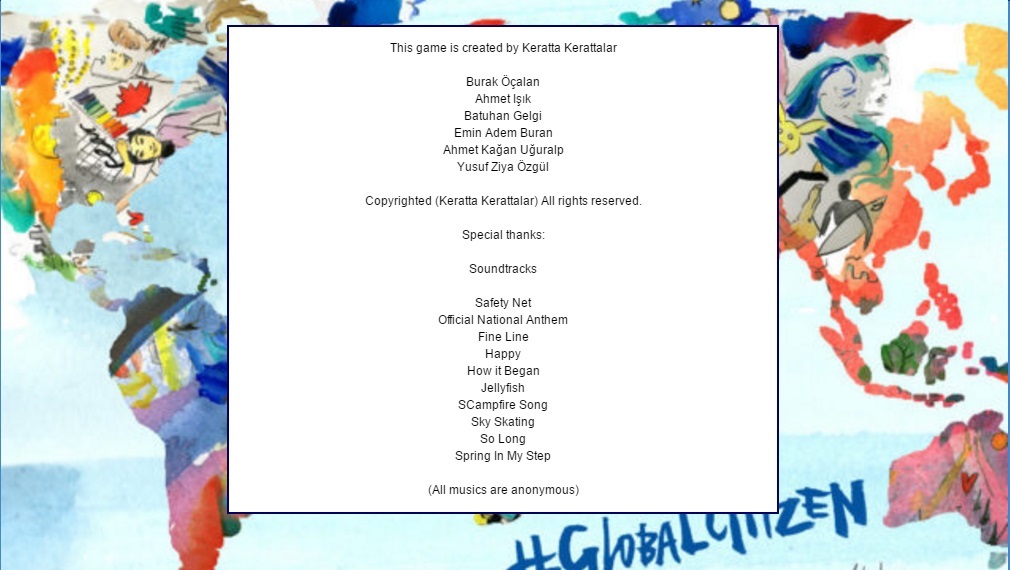 This game is created by Keratta Kerattalar
Burak Öçalan
Ahmet Işık
Batuhan Gelgi
Emin Adem Buran
Ahmet Kağan Uğuralp
Yusuf Ziya Özgül
Copyrighted (Keratta Kerattalar) All rights reserved.
Special thanks:
Soundtracks
Safety Net
Official National Anthem
Fine Line
Happy
How it Began
Jellyfish
SCampfire Song
Sky Skating
So Long
Spring In My Step
(All musics are anonymous)
#GLOBALCITIZEN